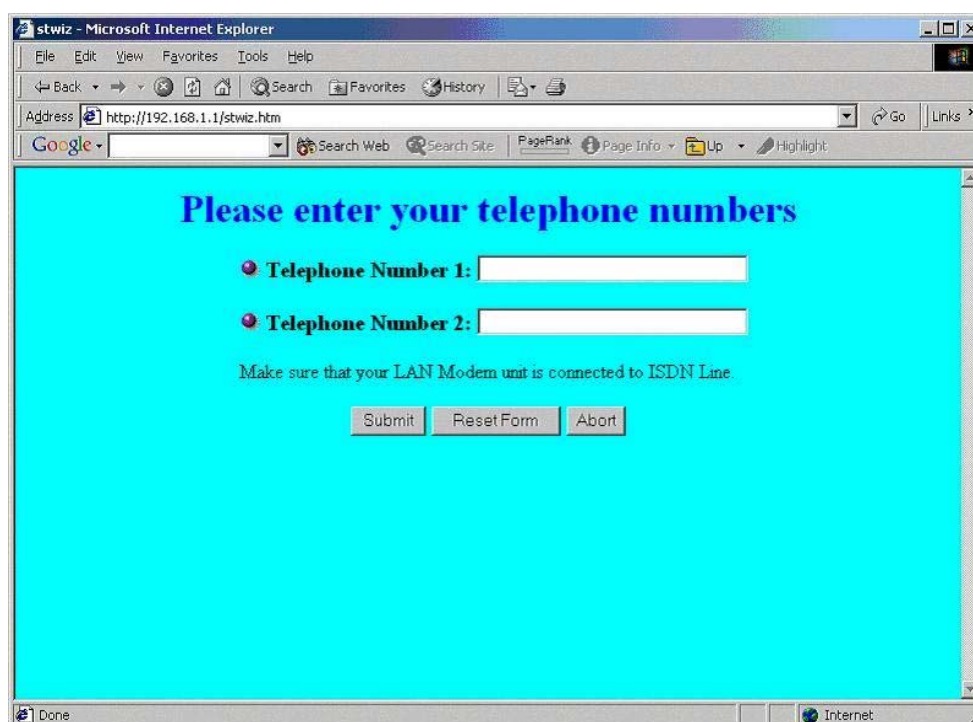 stwiz - Microsoft Internet Explorer
File Edit View Favorites Tools Help
Back Search Favorites History
Address http://192.168.1.1/stwiz.htm Go Links »
Google Search Web Search Site PageRank Page Info Up Highlight
Please enter your telephone numbers
Telephone Number 1:
Telephone Number 2:
Make sure that your LAN Modem unit is connected to ISDN Line.
Submit Reset Form Abort
Done Internet